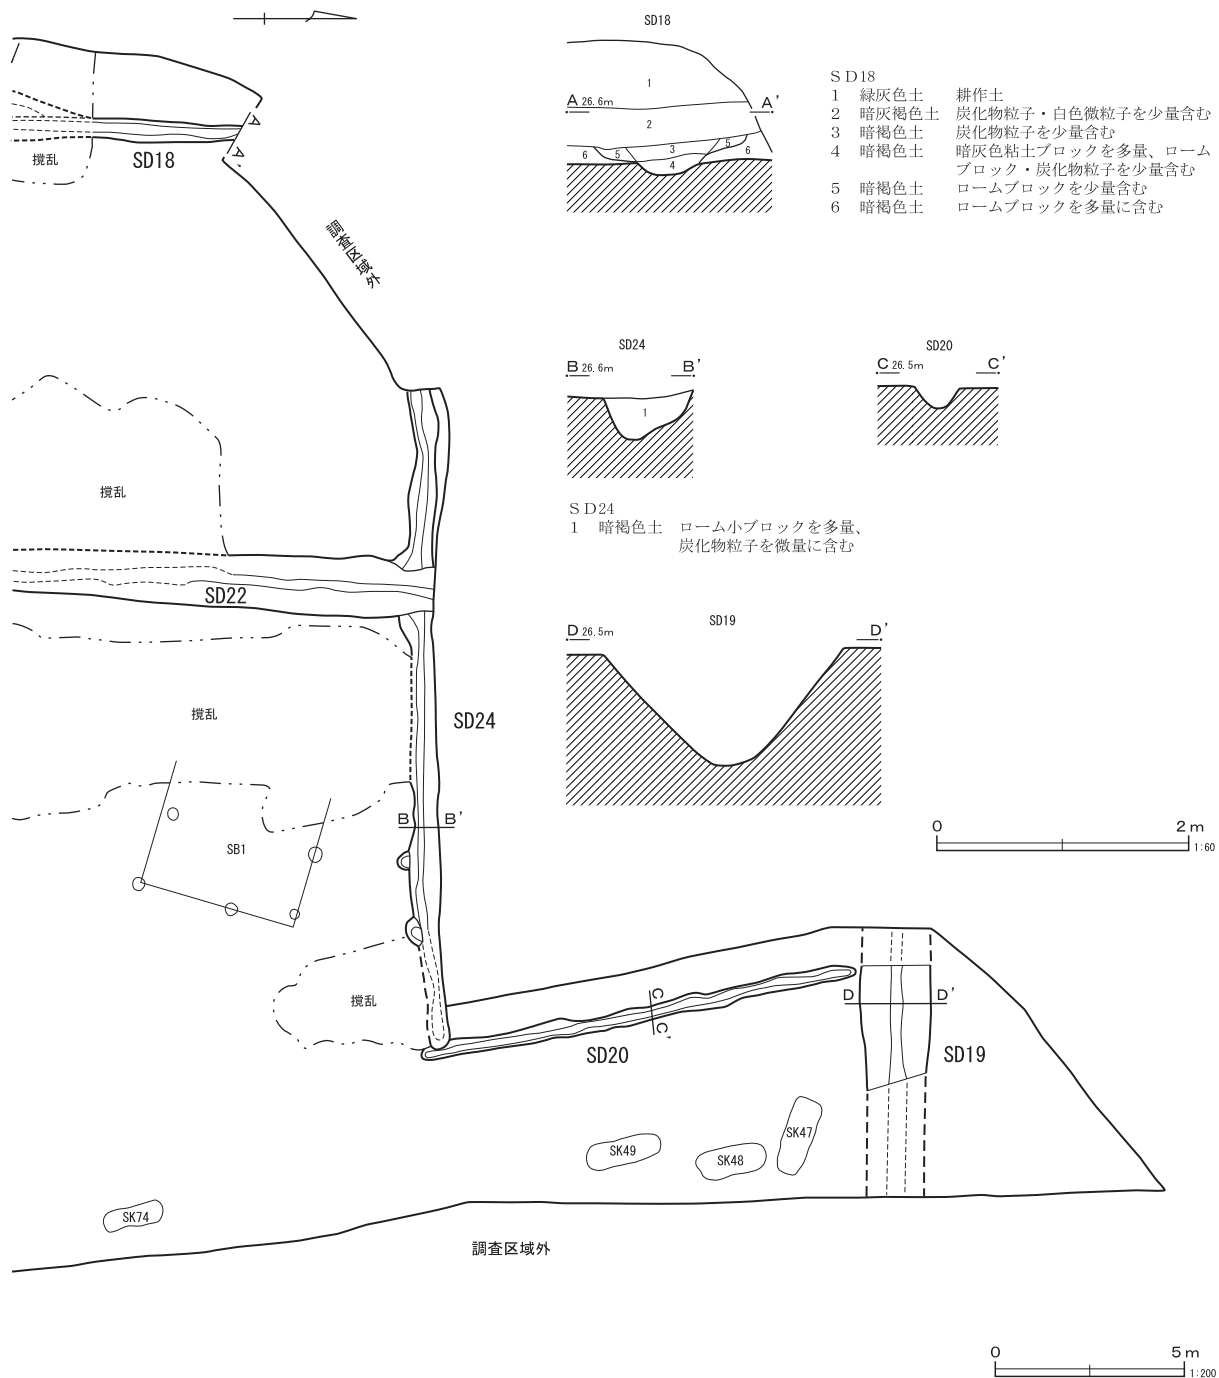 SD18
A 26.6m A'
1
2
3
4
5
5
6
6
SD18
1 緑灰色土 耕作土
2 暗灰褐色土 炭化物粒子・白色微粒子を少量含む
3 暗褐色土 炭化物粒子を少量含む
4 暗褐色土 暗灰色粘土ブロックを多量、ローム
ブロック・炭化物粒子を少量含む
5 暗褐色土 ロームブロックを少量含む
6 暗褐色土 ロームブロックを多量に含む
A
A'
撹乱
SD18
調査区域外
SD24
B 26.6m B'
1
SD20
C 26.5m C'
SD24
1 暗褐色土 ローム小ブロックを多量、
炭化物粒子を微量に含む
撹乱
SD22
SD19
D 26.5m D'
撹乱
SD24
B B'
SB1
0 2m
1:60
撹乱
C
C'
SD20
D D'
SD19
SK47
SK49
SK48
SK74
調査区域外
0 5m
1:200